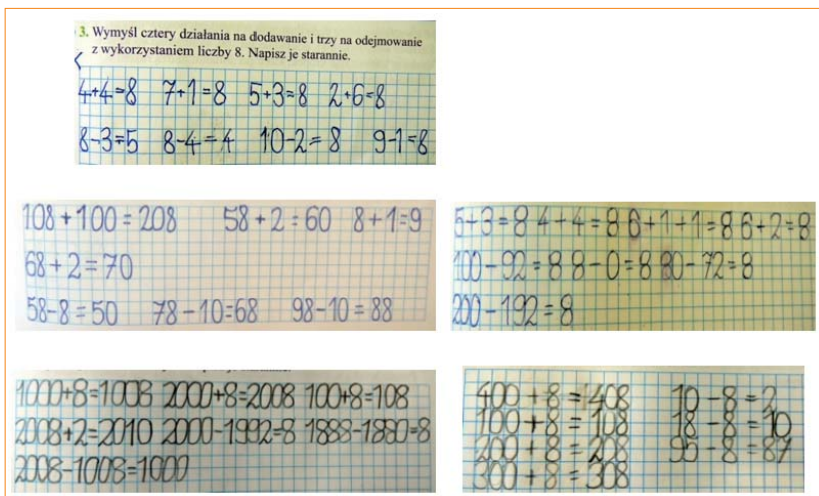 3. Wymyśl cztery działania na dodawanie i trzy na odejmowanie
z wykorzystaniem liczby 8. Napisz je starannie.
4+4=8 7+1=8 5+3=8 2+6=8
8-3=5 8-4=4 10-2=8 9-1=8
108+100=208 58+2=60 8+1=9
68+2=70
58-8=50 78-10=68 98-10=88
5+3=8 4+4=8 6+1+1=8 6+2=8
100-92=8 8-0=8 80-72=8
200-192=8
1000+8=1008 2000+8=2008 100+8=108
2008+2=2010 2000-1992=8 1888-1880=8
2008-1008=1000
400+8=408 10-8=2
100+8=108 18-8=10
200+8=208 95-8=87
300+8=308